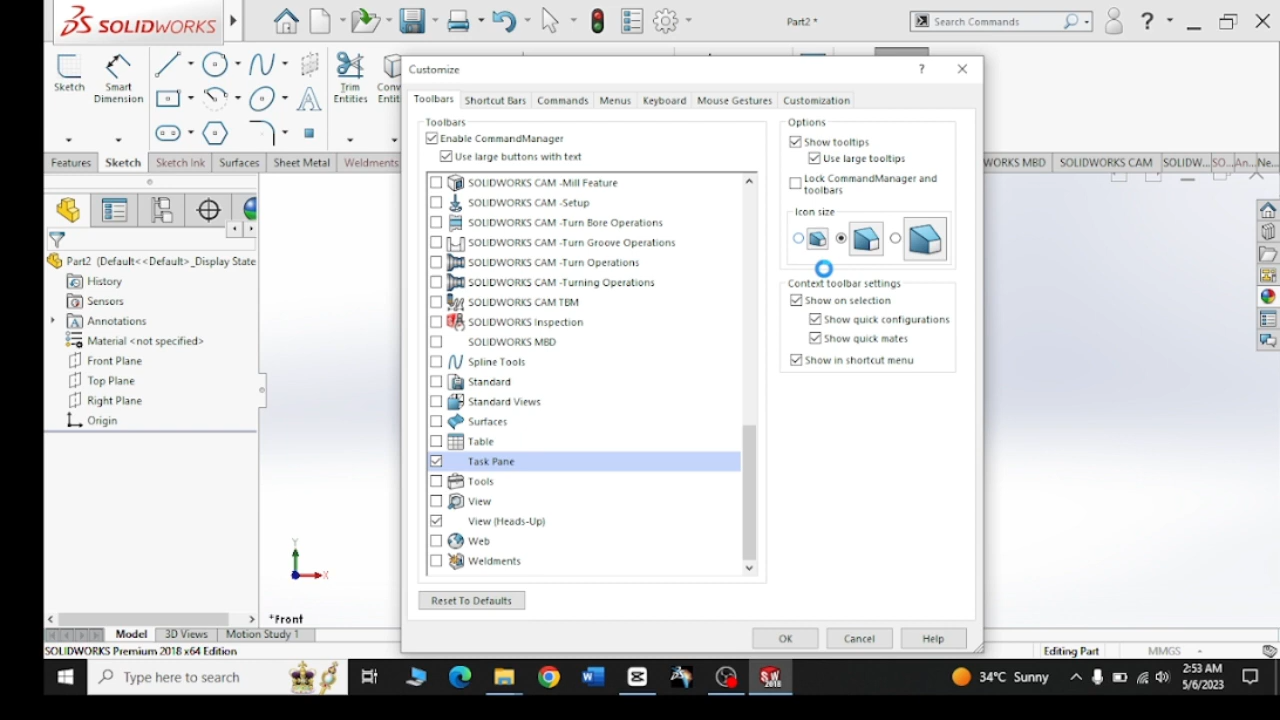 SOLIDWORKS
Part2 *
Search Commands
Sketch
Smart
Dimension
Trim
Entities
Conv
Entit
Features
Sketch
Sketch Ink
Surfaces
Sheet Metal
Weldments
WORKS MBD
SOLIDWORKS CAM
SOLIDW...
SO...
An...
Ne...
Part2 (Default<<Default>_Display State
History
Sensors
Annotations
Material <not specified>
Front Plane
Top Plane
Right Plane
Origin
Customize
Toolbars
Shortcut Bars
Commands
Menus
Keyboard
Mouse Gestures
Customization
Toolbars
Enable CommandManager
Use large buttons with text
SOLIDWORKS CAM -Mill Feature
SOLIDWORKS CAM -Setup
SOLIDWORKS CAM -Turn Bore Operations
SOLIDWORKS CAM -Turn Groove Operations
SOLIDWORKS CAM -Turn Operations
SOLIDWORKS CAM -Turning Operations
SOLIDWORKS CAM TBM
SOLIDWORKS Inspection
SOLIDWORKS MBD
Spline Tools
Standard
Standard Views
Surfaces
Table
Task Pane
Tools
View
View (Heads-Up)
Web
Weldments
Reset To Defaults
Options
Show tooltips
Use large tooltips
Lock CommandManager and
toolbars
Icon size
Context toolbar settings
Show on selection
Show quick configurations
Show quick mates
Show in shortcut menu
OK
Cancel
Help
Y
X
*Front
Model
3D Views
Motion Study 1
SOLIDWORKS Premium 2018 x64 Edition
Editing Part
MMGS
Type here to search
SW
2018
34°C Sunny
2:53 AM
5/6/2023